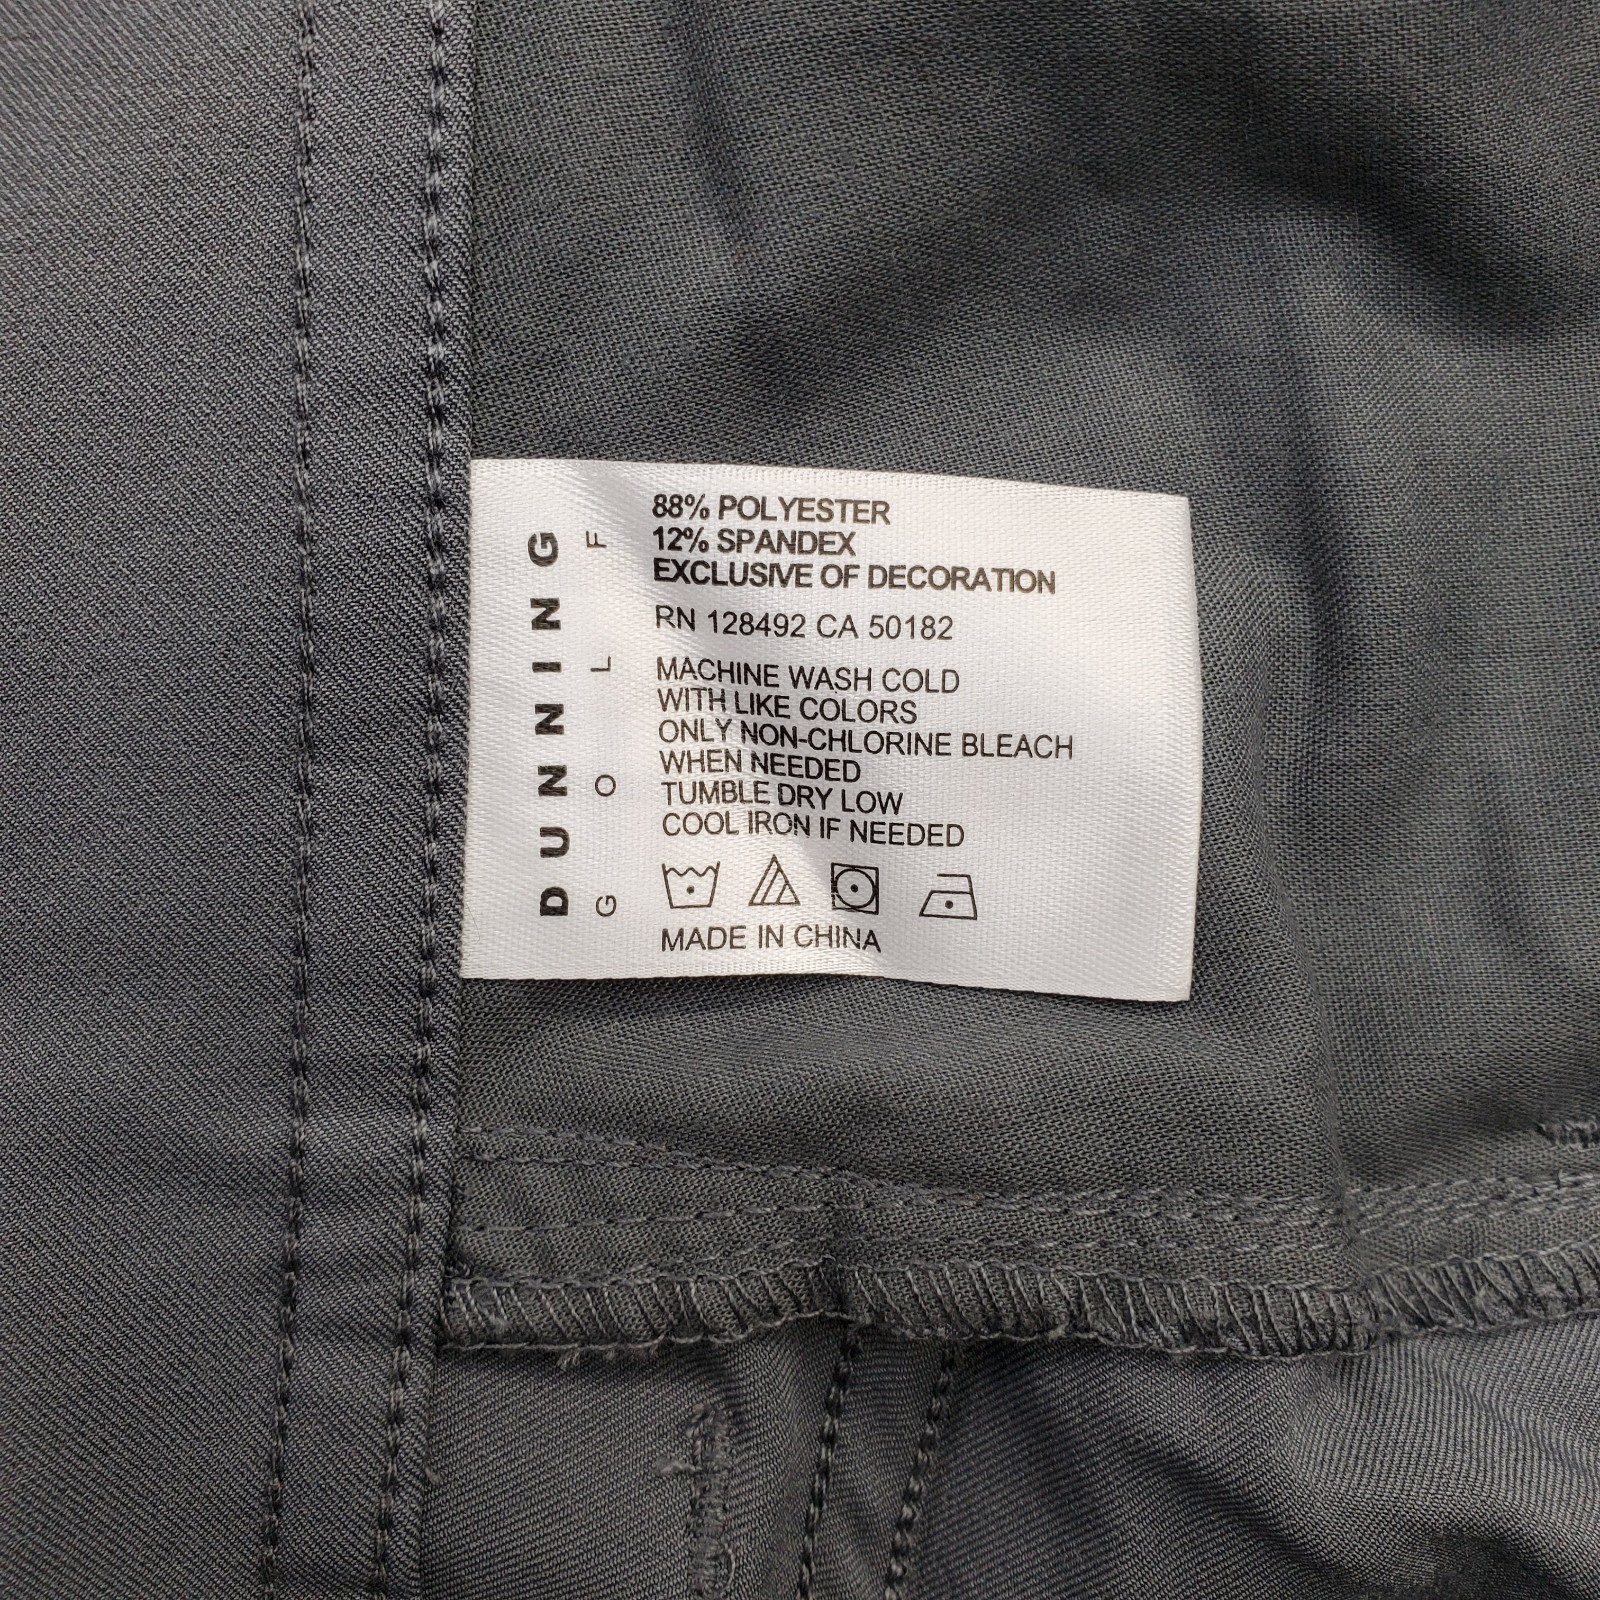 DUNNING
GOLF
88% POLYESTER
12% SPANDEX
EXCLUSIVE OF DECORATION
RN 128492 CA 50182
MACHINE WASH COLD
WITH LIKE COLORS
ONLY NON-CHLORINE BLEACH
WHEN NEEDED
TUMBLE DRY LOW
COOL IRON IF NEEDED
MADE IN CHINA